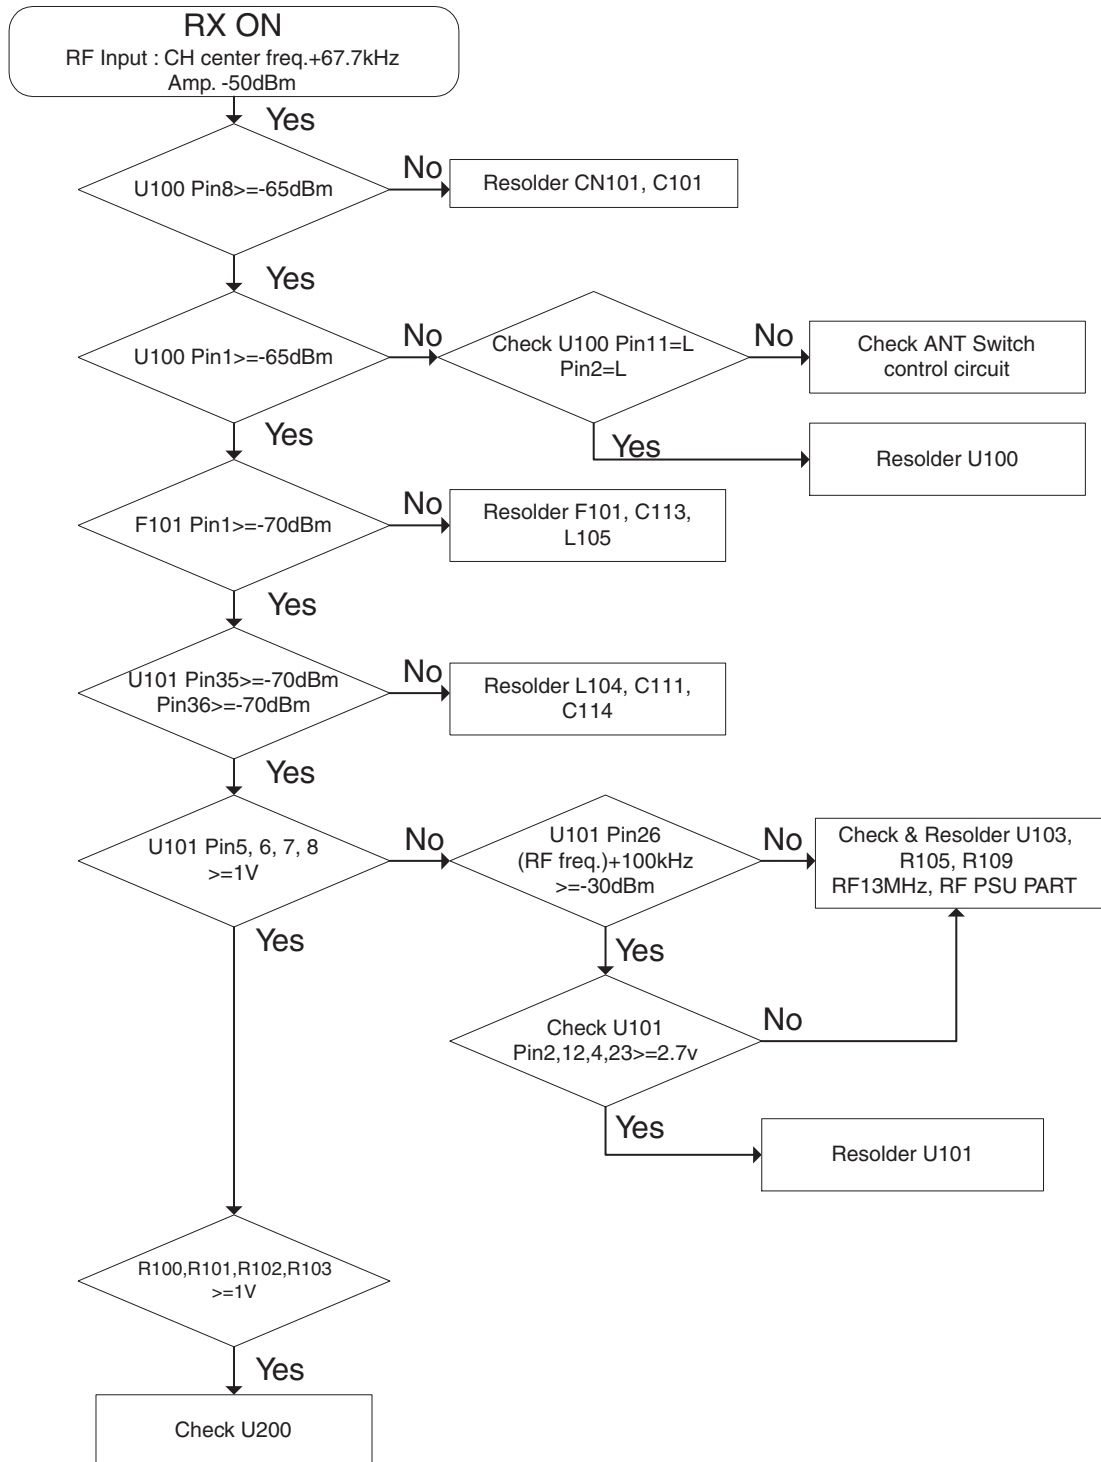 RX ON
RF Input : CH center freq.+67.7kHz
Amp. -50dBm
Yes
U100 Pin8>=-65dBm
No
Resolder CN101, C101
Yes
U100 Pin1>=-65dBm
No
Check U100 Pin11=L
Pin2=L
No
Check ANT Switch
control circuit
Yes
Yes
Resolder U100
F101 Pin1>=-70dBm
No
Resolder F101, C113,
L105
Yes
U101 Pin35>=-70dBm
Pin36>=-70dBm
No
Resolder L104, C111,
C114
Yes
U101 Pin5, 6, 7, 8
>=1V
No
U101 Pin26
(RF freq.)+100kHz
>=-30dBm
No
Check & Resolder U103,
R105, R109
RF13MHz, RF PSU PART
Yes
Yes
Check U101
Pin2,12,4,23>=2.7v
No
Yes
Resolder U101
R100,R101,R102,R103
>=1V
Yes
Check U200